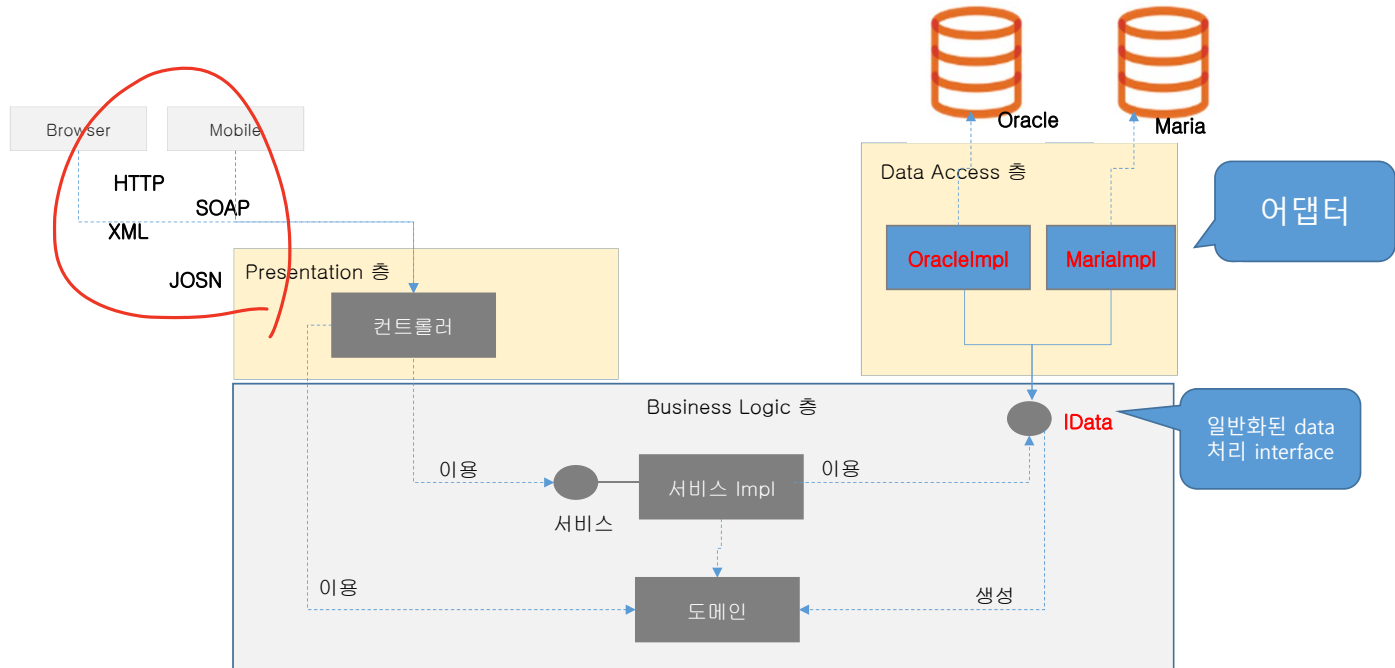 Browser
Mobile
HTTP
SOAP
XML
JOSN
Presentation 층
컨트롤러
Oracle
Maria
Data Access 층
OracleImpl
MariaImpl
어댑터
Business Logic 층
IData
일반화된 data
처리 interface
이용
서비스
서비스 Impl
이용
이용
도메인
생성